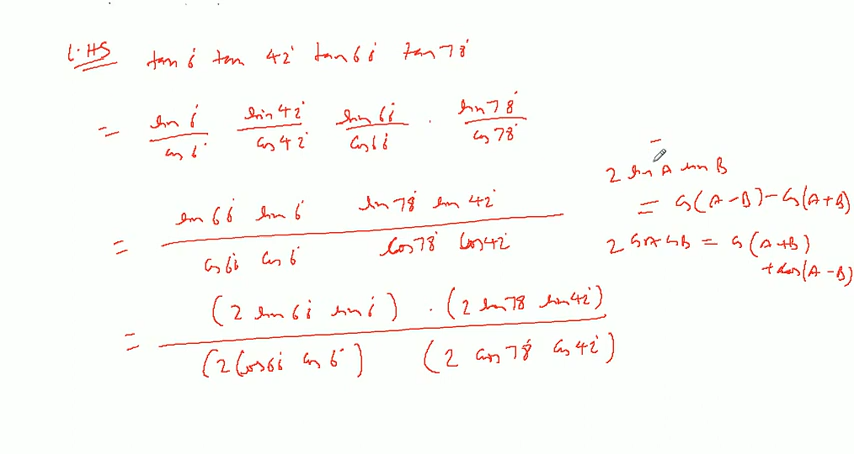 L.HS tan 6° tan 42° tan 66° tan 78°
= sin 6°/cos 6° sin 42°/cos 42° sin 66°/cos 66° · sin 78°/cos 78°
= sin 66° sin 6° sin 78° sin 42° / cos 66° cos 6° cos 78° cos 42°
= (2 sin 66° sin 6°) · (2 sin 78 sin 42°) / (2 cos 66° cos 6°) (2 cos 78° cos 42°)
2 sin A sin B
= cos(A-B) - cos(A+B)
2 cos A cos B = cos(A+B)
+ cos(A-B)